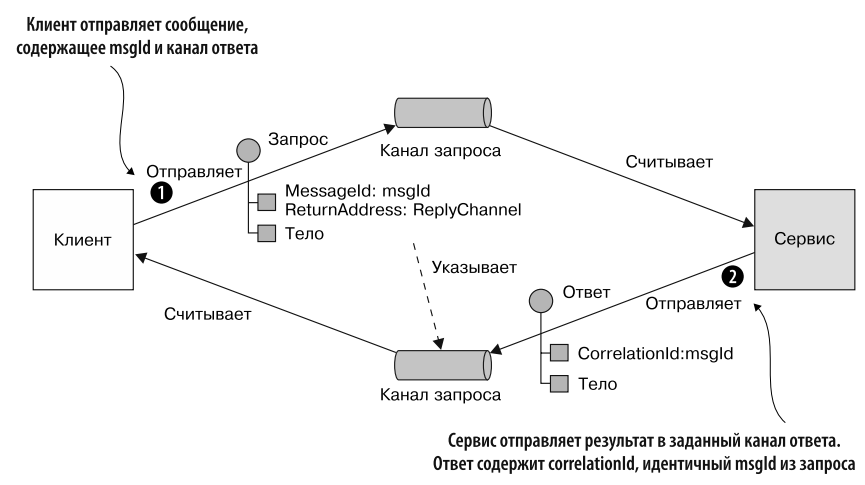 Клиент отправляет сообщение,
содержащее msgId и канал ответа
Запрос
Канал запроса
Отправляет
1
Считывает
MessageId: msgId
ReturnAddress: ReplyChannel
Тело
Клиент
Сервис
Указывает
2
Ответ
Отправляет
Считывает
CorrelationId:msgId
Тело
Канал запроса
Сервис отправляет результат в заданный канал ответа.
Ответ содержит correlationId, идентичный msgId из запроса